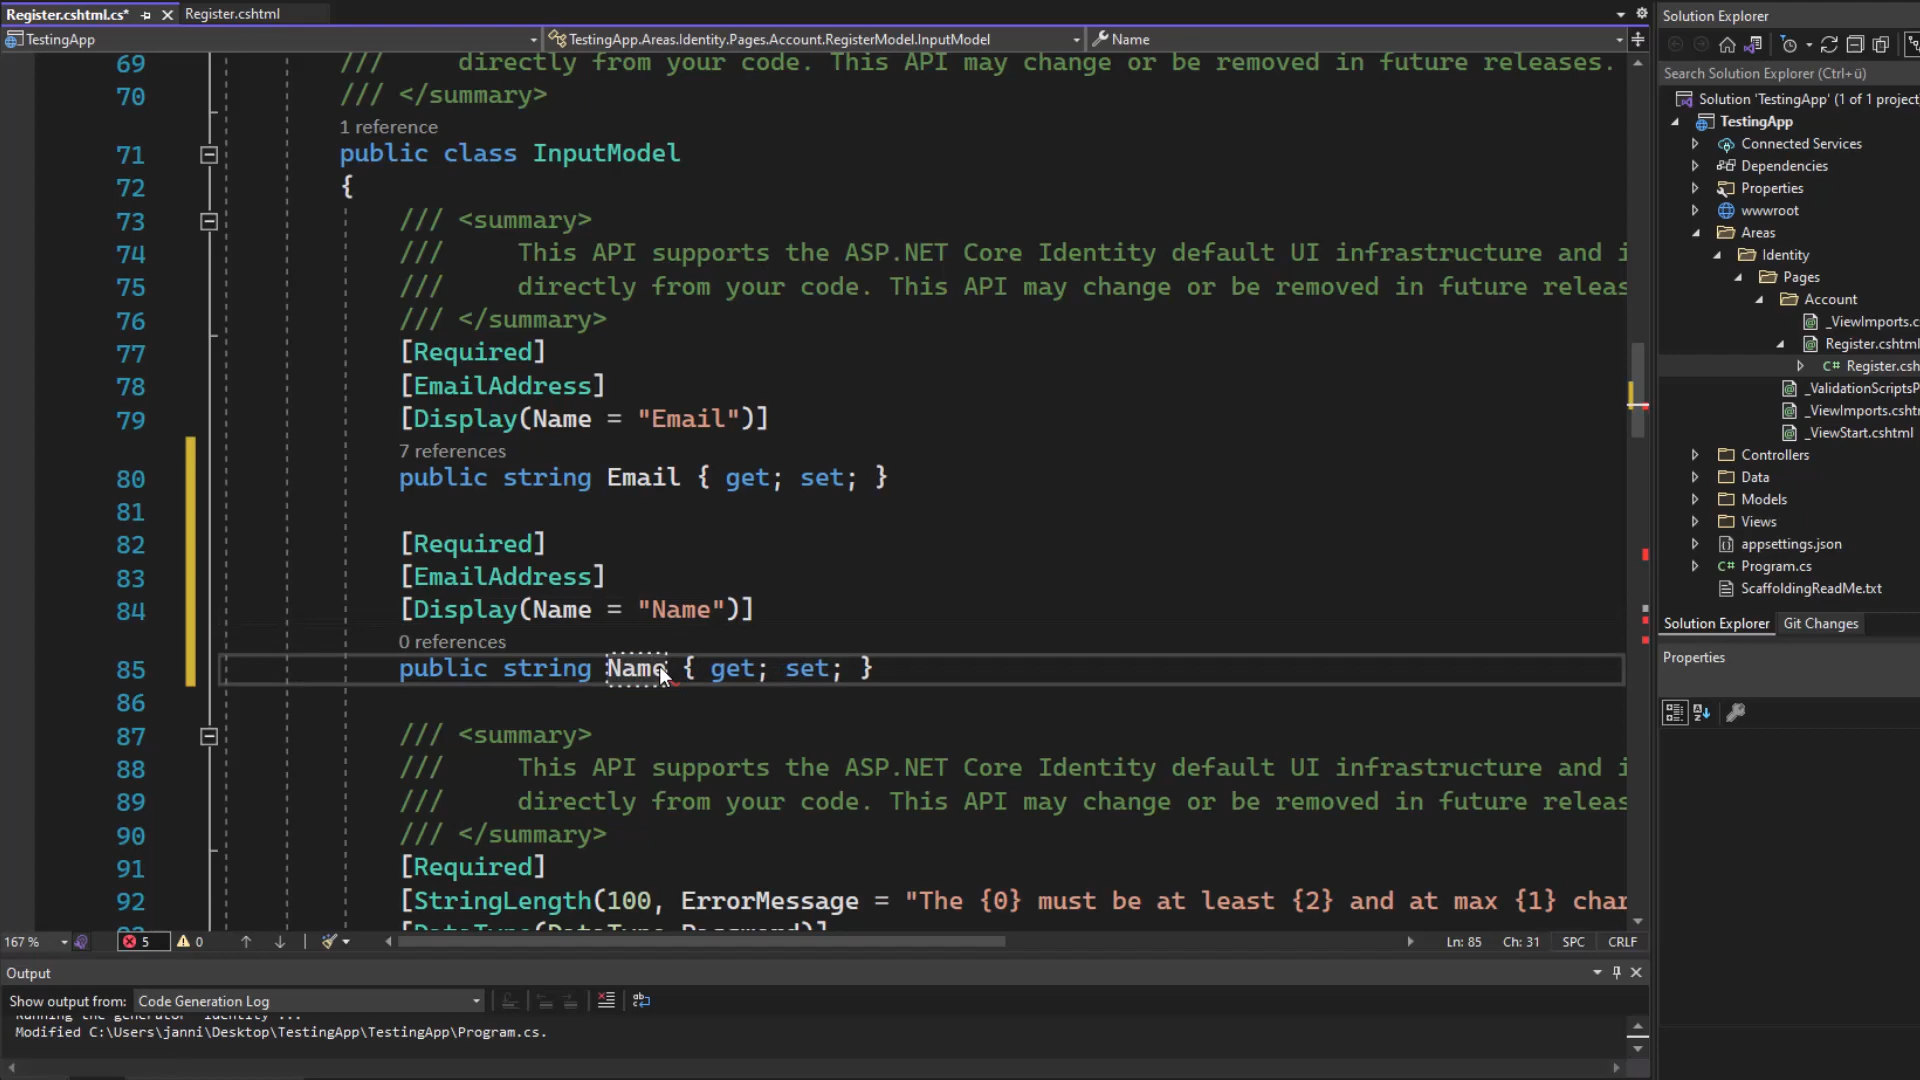 Register.cshtml.cs*
Register.cshtml
TestingApp
TestingApp.Areas.Identity.Pages.Account.RegisterModel.InputModel
Name
69 /// directly from your code. This API may change or be removed in future releases.
70 /// </summary>
1 reference
71 public class InputModel
72 {
73 /// <summary>
74 /// This API supports the ASP.NET Core Identity default UI infrastructure and i
75 /// directly from your code. This API may change or be removed in future releas
76 /// </summary>
77 [Required]
78 [EmailAddress]
79 [Display(Name = "Email")]
7 references
80 public string Email { get; set; }
81
82 [Required]
83 [EmailAddress]
84 [Display(Name = "Name")]
0 references
85 public string Name { get; set; }
86
87 /// <summary>
88 /// This API supports the ASP.NET Core Identity default UI infrastructure and i
89 /// directly from your code. This API may change or be removed in future releas
90 /// </summary>
91 [Required]
92 [StringLength(100, ErrorMessage = "The {0} must be at least {2} and at max {1} char
[DataType(DataType.Password)]
167 %
5
0
Ln: 85 Ch: 31 SPC CRLF
Output
Show output from: Code Generation Log
Running the generator 'identity'...
Modified C:\Users\janni\Desktop\TestingApp\TestingApp\Program.cs.
Solution Explorer
Search Solution Explorer (Ctrl+ü)
Solution 'TestingApp' (1 of 1 project
TestingApp
Connected Services
Dependencies
Properties
wwwroot
Areas
Identity
Pages
Account
_ViewImports.c
Register.cshtml
C# Register.csh
_ValidationScriptsP
_ViewImports.cshtm
_ViewStart.cshtml
Controllers
Data
Models
Views
appsettings.json
C# Program.cs
ScaffoldingReadMe.txt
Solution Explorer
Git Changes
Properties